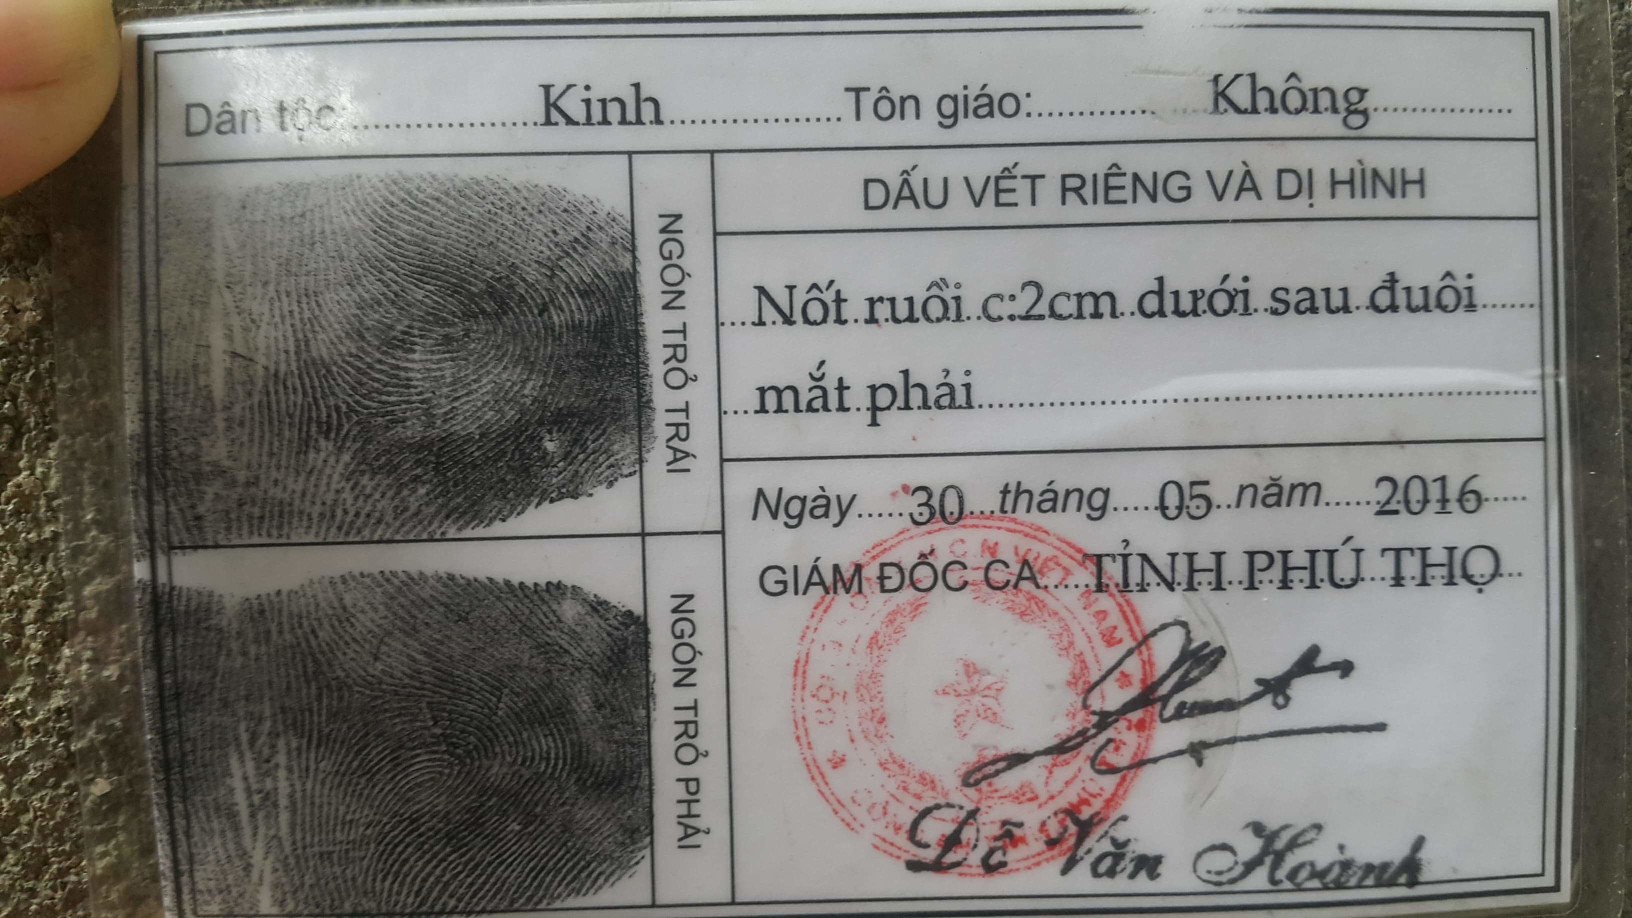 Dân tộc: Kinh Tôn giáo: Không
NGÓN TRỎ TRÁI
NGÓN TRỎ PHẢI
DẤU VẾT RIÊNG VÀ DỊ HÌNH
Nốt ruồi c:2cm dưới sau đuôi
mắt phải
Ngày 30 tháng 05 năm 2016
GIÁM ĐỐC CA TỈNH PHÚ THỌ
Đỗ Văn Hoành